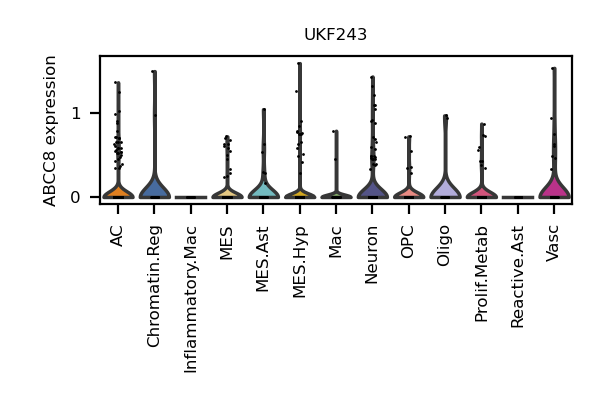 UKF243
ABCC8 expression
1
0
AC
Chromatin.Reg
Inflammatory.Mac
MES
MES.Ast
MES.Hyp
Mac
Neuron
OPC
Oligo
Prolif.Metab
Reactive.Ast
Vasc